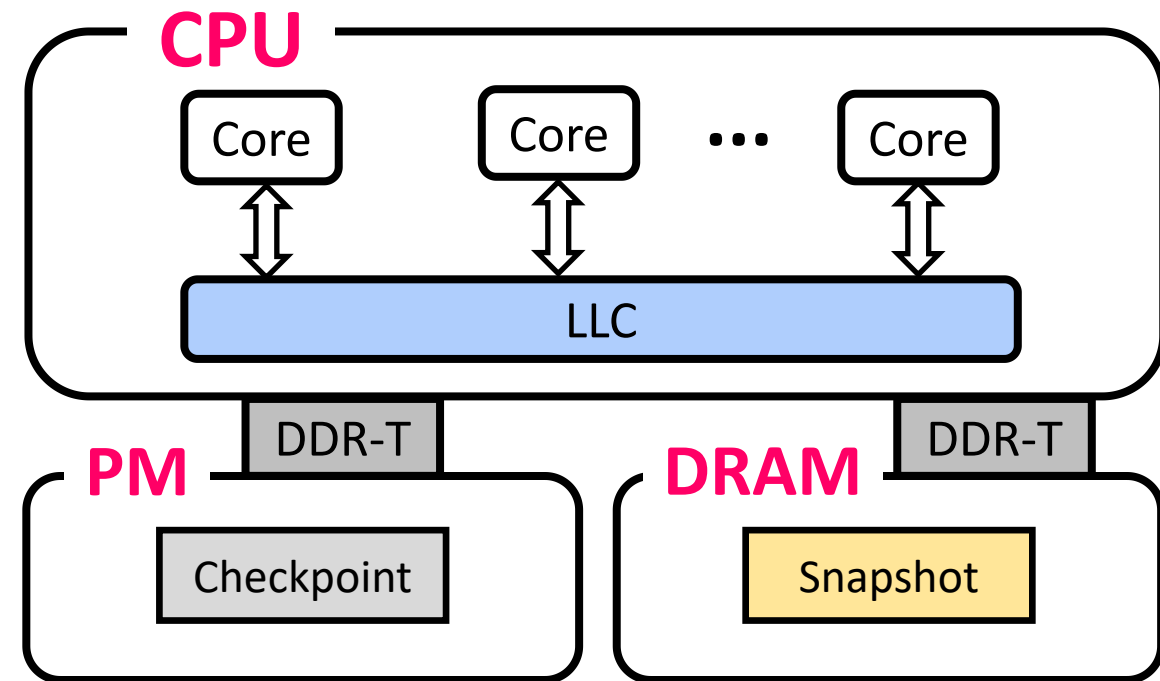 CPU
Core
Core
...
Core
LLC
DDR-T
DDR-T
PM
DRAM
Checkpoint
Snapshot